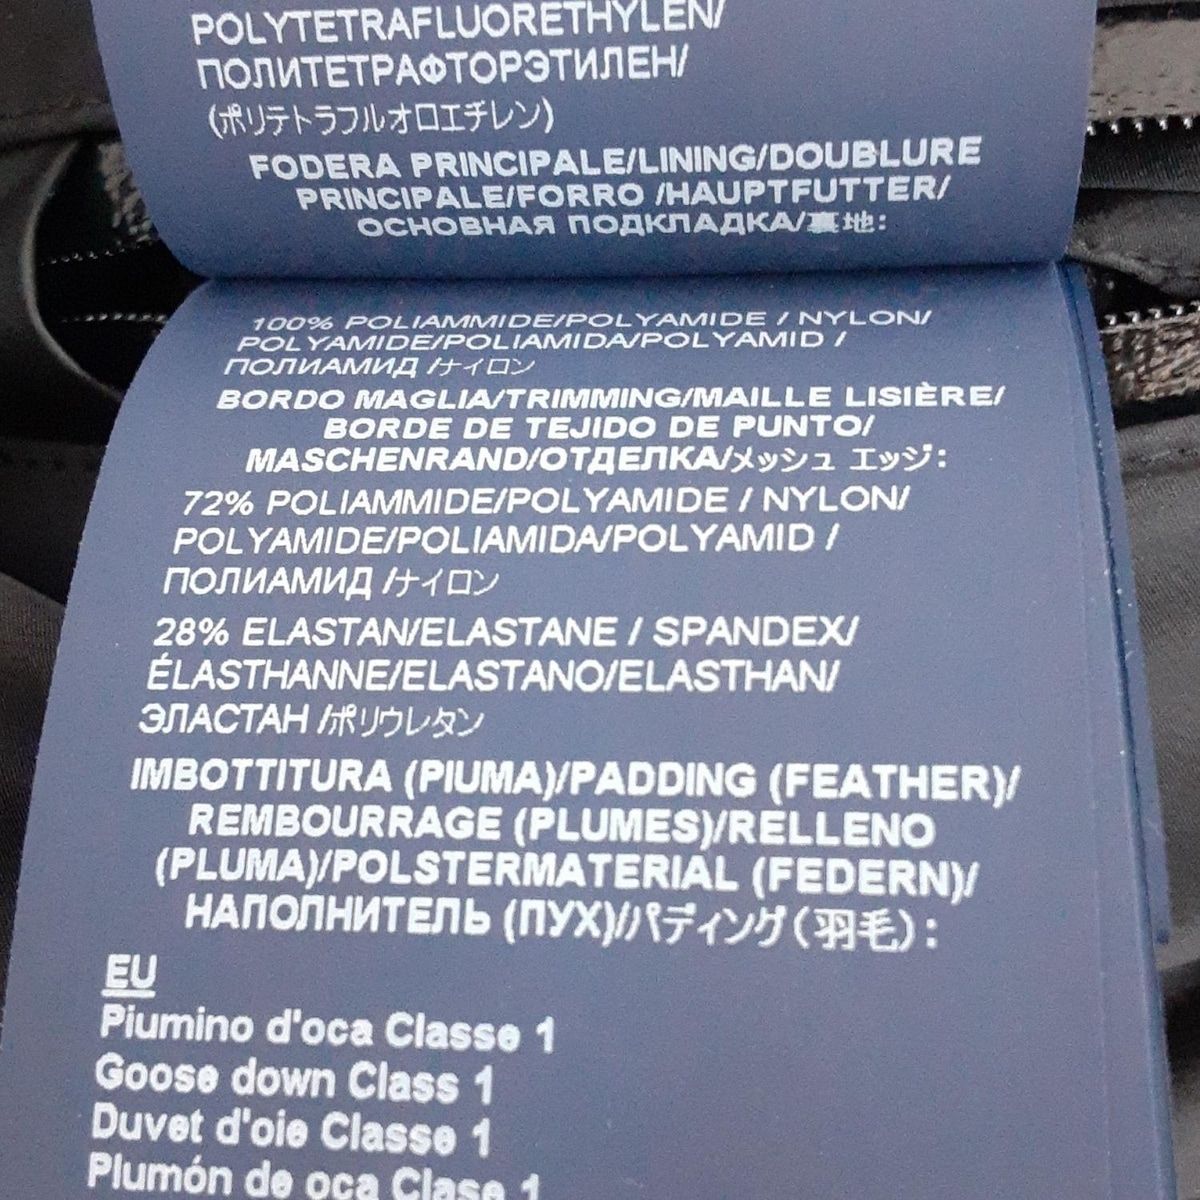 POLYTETRAFLUORETHYLEN/
ПОЛИТЕТРАФТОРЭТИЛЕН/
(ポリテトラフルオロエチレン)
FODERA PRINCIPALE/LINING/DOUBLURE
PRINCIPALE/FORRO /HAUPTFUTTER/
ОСНОВНАЯ ПОДКЛАДКА/裏地:
100% POLIAMMIDE/POLYAMIDE / NYLON/
POLYAMIDE/POLIAMIDA/POLYAMID /
ПОЛИАМИД /ナイロン
BORDO MAGLIA/TRIMMING/MAILLE LISIÈRE/
BORDE DE TEJIDO DE PUNTO/
MASCHENRAND/ОТДЕЛКА/メッシュ エッジ:
72% POLIAMMIDE/POLYAMIDE / NYLON/
POLYAMIDE/POLIAMIDA/POLYAMID /
ПОЛИАМИД /ナイロン
28% ELASTAN/ELASTANE / SPANDEX/
ÉLASTHANNE/ELASTANO/ELASTHAN/
ЭЛАСТАН /ポリウレタン
IMBOTTITURA (PIUMA)/PADDING (FEATHER)/
REMBOURRAGE (PLUMES)/RELLENO
(PLUMA)/POLSTERMATERIAL (FEDERN)/
НАПОЛНИТЕЛЬ (ПУХ)/パディング(羽毛):
EU
Piumino d'oca Classe 1
Goose down Class 1
Duvet d'oie Classe 1
Plumón de oca Clase 1